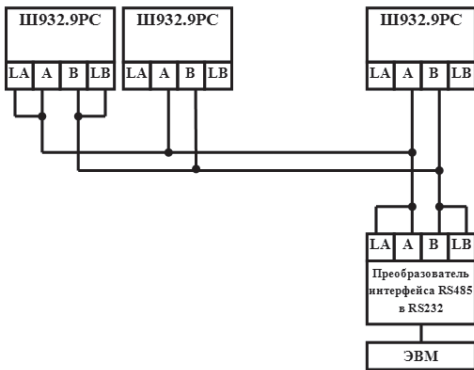 Ш932.9РС Ш932.9РС Ш932.9РС
LA A B LB LA A B LB LA A B LB
LA A B LB
Преобразователь
интерфейса RS485
в RS232
ЭВМ